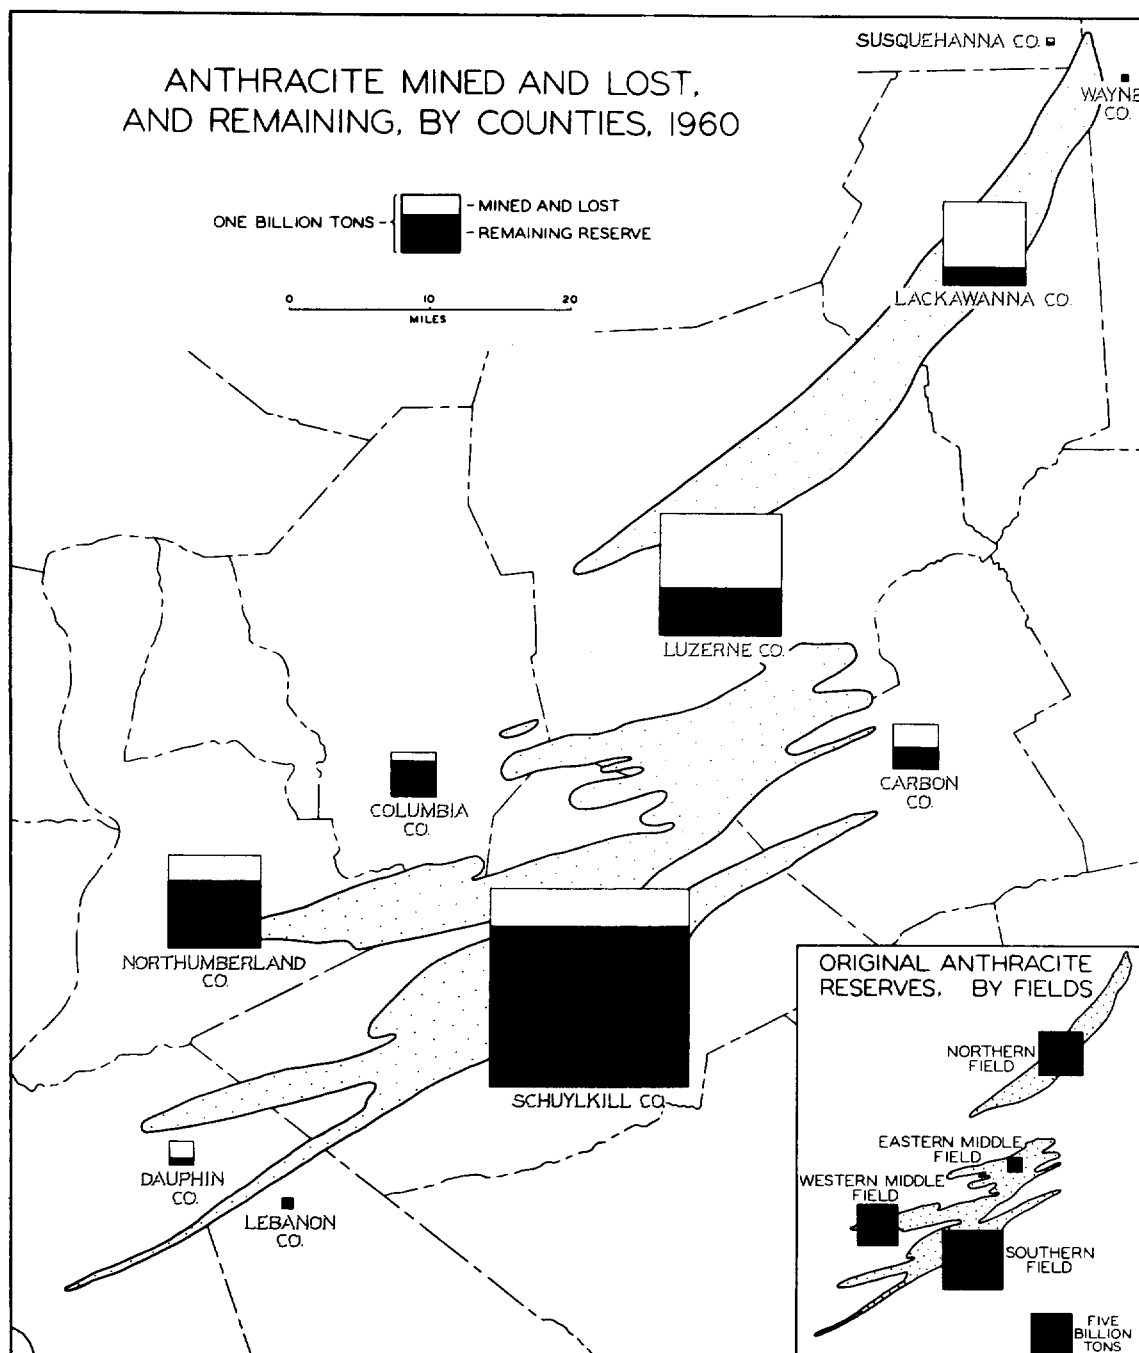 SUSQUEHANNA CO.
ANTHRACITE MINED AND LOST,
AND REMAINING, BY COUNTIES, 1960
WAYNE
CO.
ONE BILLION TONS
MINED AND LOST
REMAINING RESERVE
0 10 20
MILES
LACKAWANNA CO.
LUZERNE CO.
COLUMBIA
CO.
CARBON
CO.
NORTHUMBERLAND
CO.
SCHUYLKILL CO.
DAUPHIN
CO.
LEBANON
CO.
ORIGINAL ANTHRACITE
RESERVES, BY FIELDS
NORTHERN
FIELD
EASTERN MIDDLE
FIELD
WESTERN MIDDLE
FIELD
SOUTHERN
FIELD
FIVE
BILLION
TONS